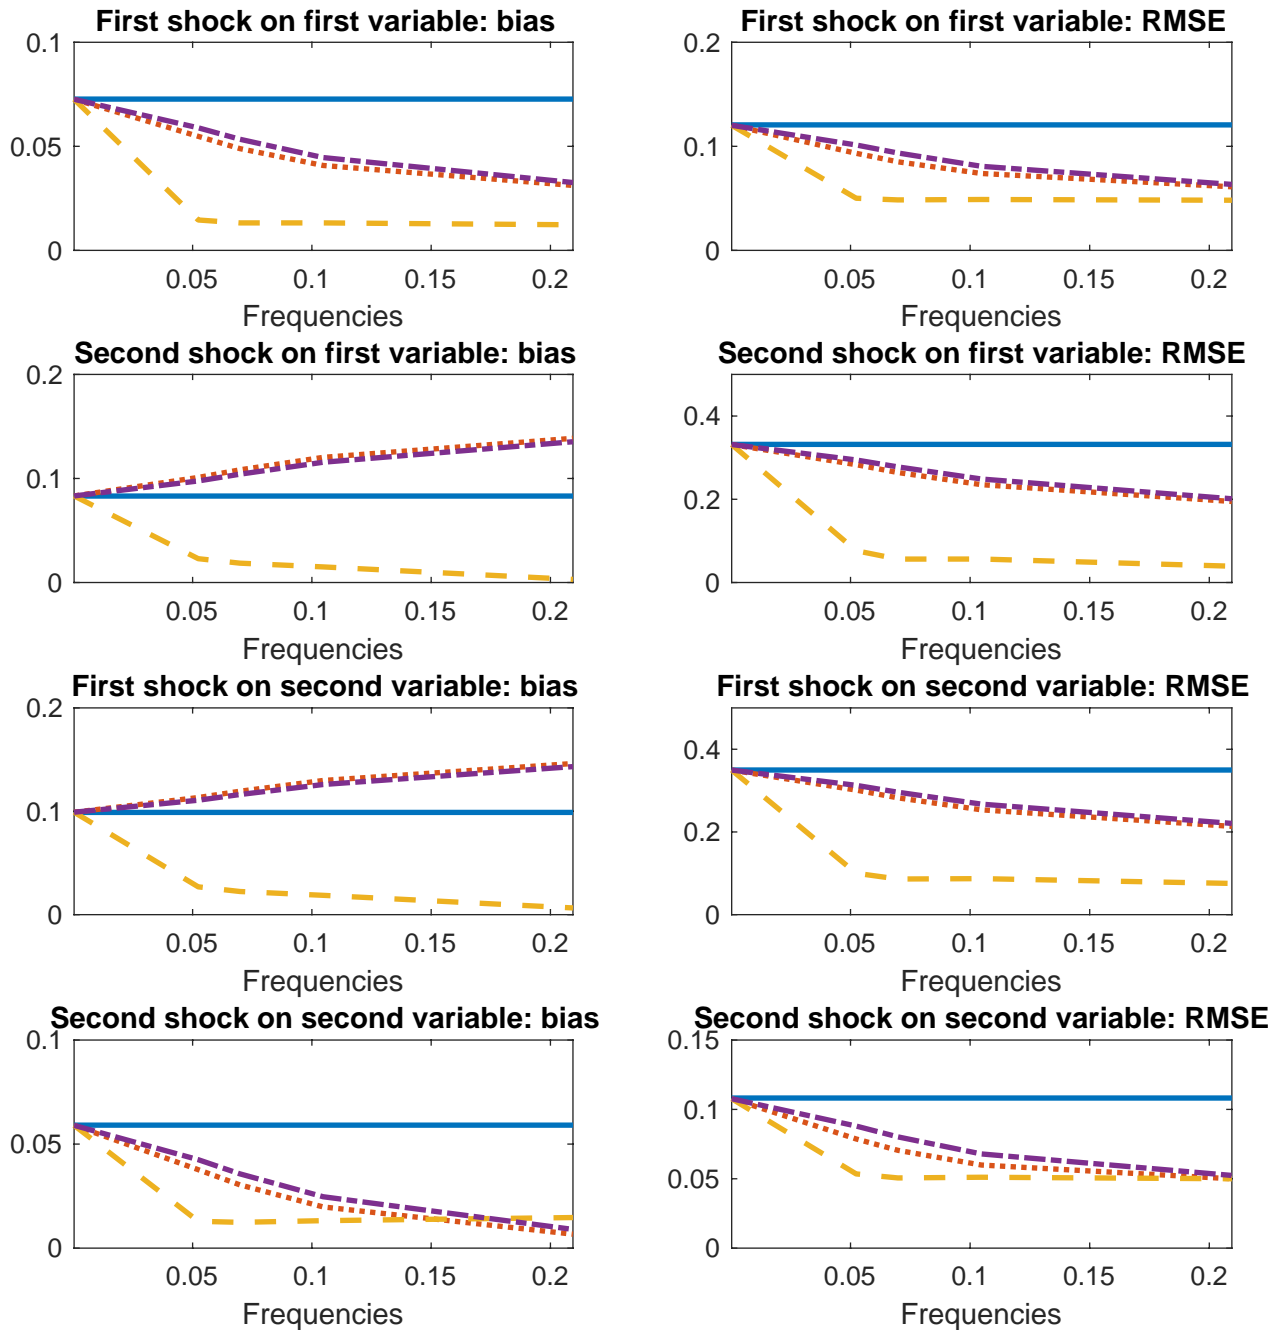 First shock on first variable: bias
0.1
0.05
0
0.05 0.1 0.15 0.2
Frequencies
First shock on first variable: RMSE
0.2
0.1
0
0.05 0.1 0.15 0.2
Frequencies
Second shock on first variable: bias
0.2
0.1
0
0.05 0.1 0.15 0.2
Frequencies
Second shock on first variable: RMSE
0.4
0.2
0
0.05 0.1 0.15 0.2
Frequencies
First shock on second variable: bias
0.2
0.1
0
0.05 0.1 0.15 0.2
Frequencies
First shock on second variable: RMSE
0.4
0.2
0
0.05 0.1 0.15 0.2
Frequencies
Second shock on second variable: bias
0.1
0.05
0
0.05 0.1 0.15 0.2
Frequencies
Second shock on second variable: RMSE
0.15
0.1
0.05
0
0.05 0.1 0.15 0.2
Frequencies